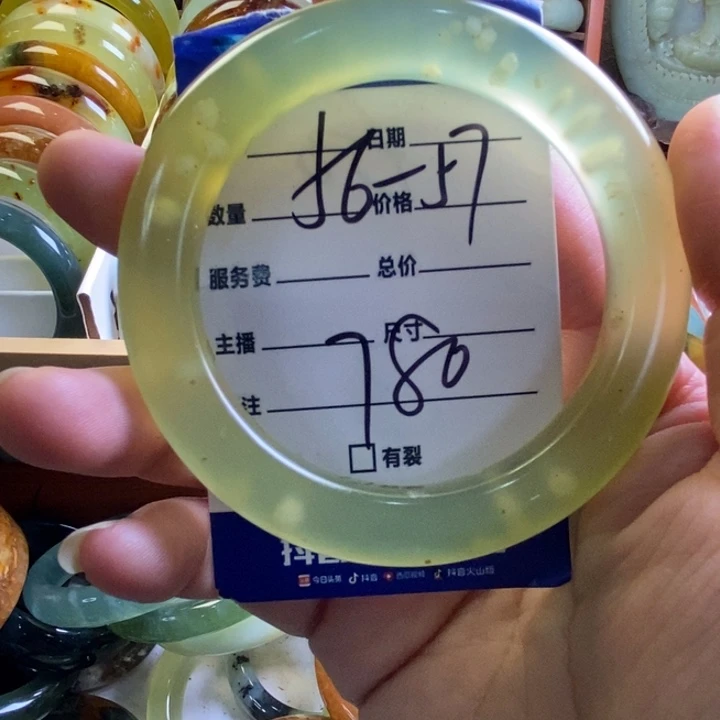 日期
56-57
数量 价格
服务费 总价
主播 尺寸
780
注
有裂
今日头条 抖音 西瓜视频 抖音火山版